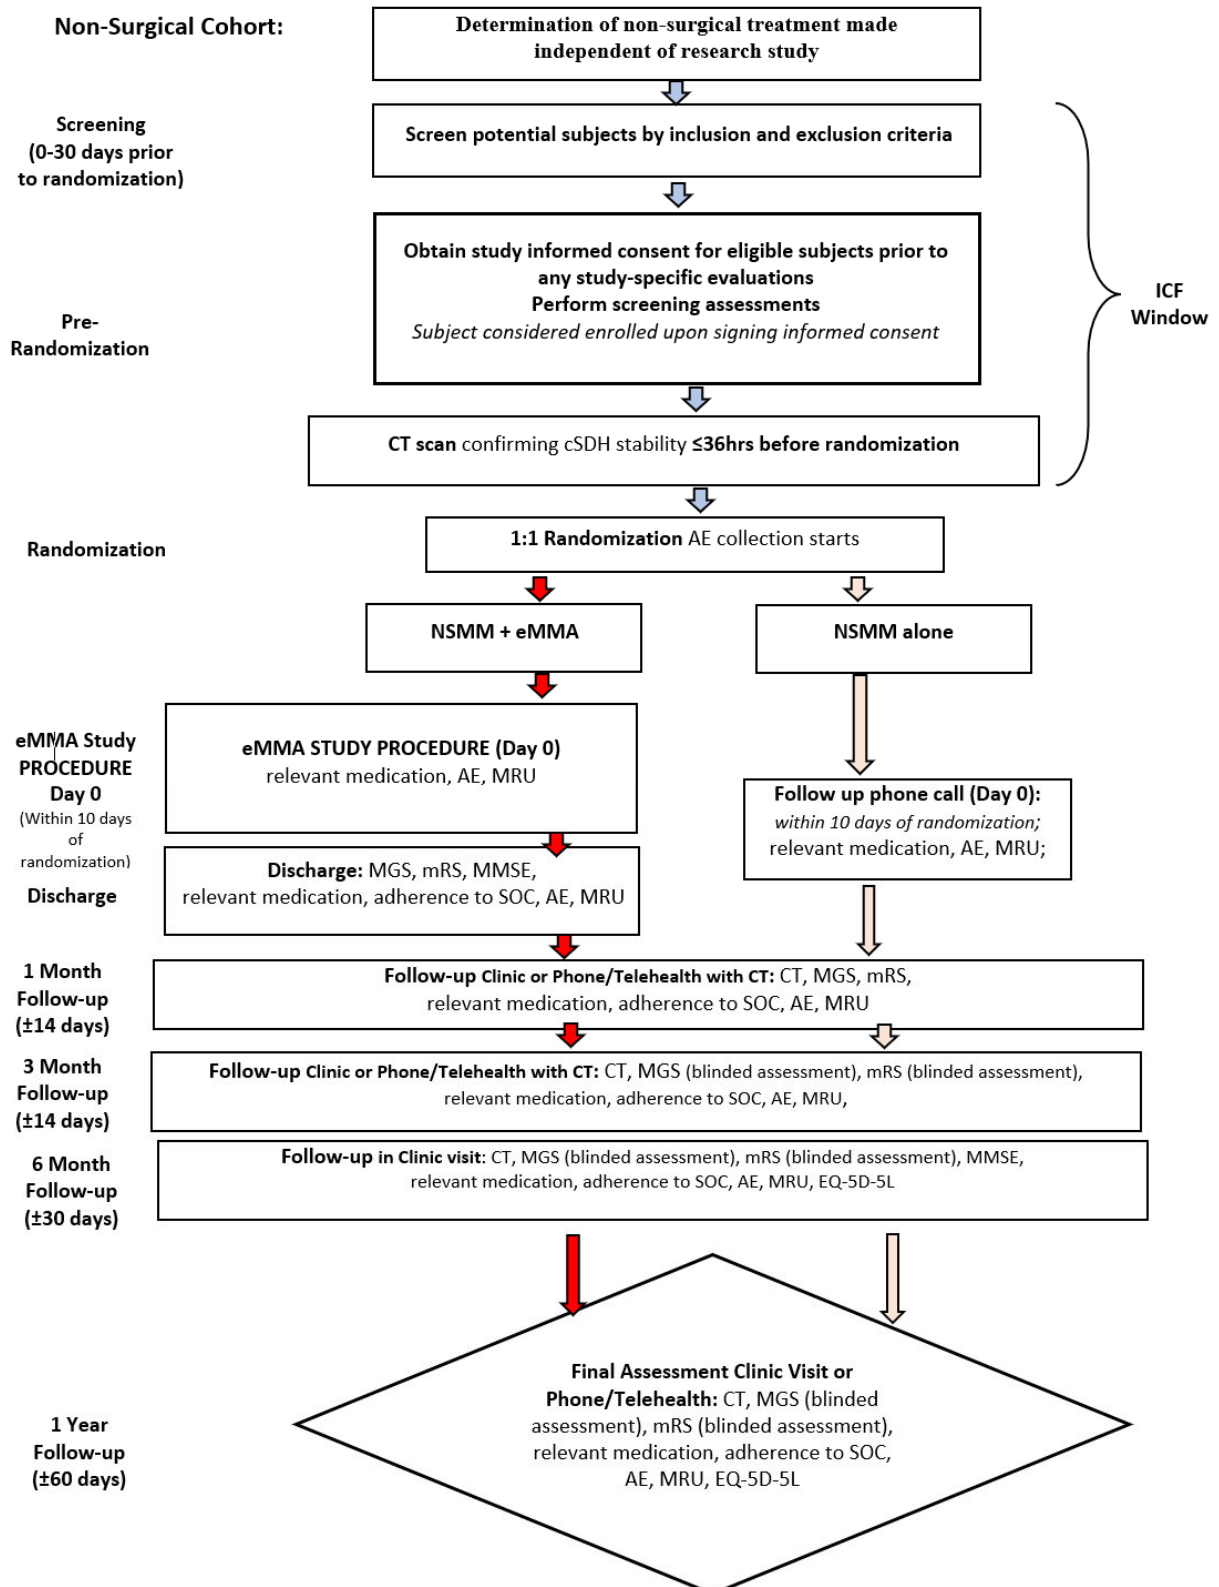 Non-Surgical Cohort:
Determination of non-surgical treatment made
independent of research study
Screening
(0-30 days prior
to randomization)
Screen potential subjects by inclusion and exclusion criteria
Pre-
Randomization
Obtain study informed consent for eligible subjects prior to
any study-specific evaluations
Perform screening assessments
Subject considered enrolled upon signing informed consent
ICF
Window
CT scan confirming cSDH stability ≤36hrs before randomization
Randomization
1:1 Randomization AE collection starts
NSMM + eMMA
NSMM alone
eMMA Study
PROCEDURE
Day 0
(Within 10 days
of
randomization)
eMMA STUDY PROCEDURE (Day 0)
relevant medication, AE, MRU
Follow up phone call (Day 0):
within 10 days of randomization;
relevant medication, AE, MRU;
Discharge
Discharge: MGS, mRS, MMSE,
relevant medication, adherence to SOC, AE, MRU
1 Month
Follow-up
(±14 days)
Follow-up Clinic or Phone/Telehealth with CT: CT, MGS, mRS,
relevant medication, adherence to SOC, AE, MRU
3 Month
Follow-up
(±14 days)
Follow-up Clinic or Phone/Telehealth with CT: CT, MGS (blinded assessment), mRS (blinded assessment),
relevant medication, adherence to SOC, AE, MRU,
6 Month
Follow-up
(±30 days)
Follow-up in Clinic visit: CT, MGS (blinded assessment), mRS (blinded assessment), MMSE,
relevant medication, adherence to SOC, AE, MRU, EQ-5D-5L
1 Year
Follow-up
(±60 days)
Final Assessment Clinic Visit or
Phone/Telehealth: CT, MGS (blinded
assessment), mRS (blinded assessment),
relevant medication, adherence to SOC,
AE, MRU, EQ-5D-5L